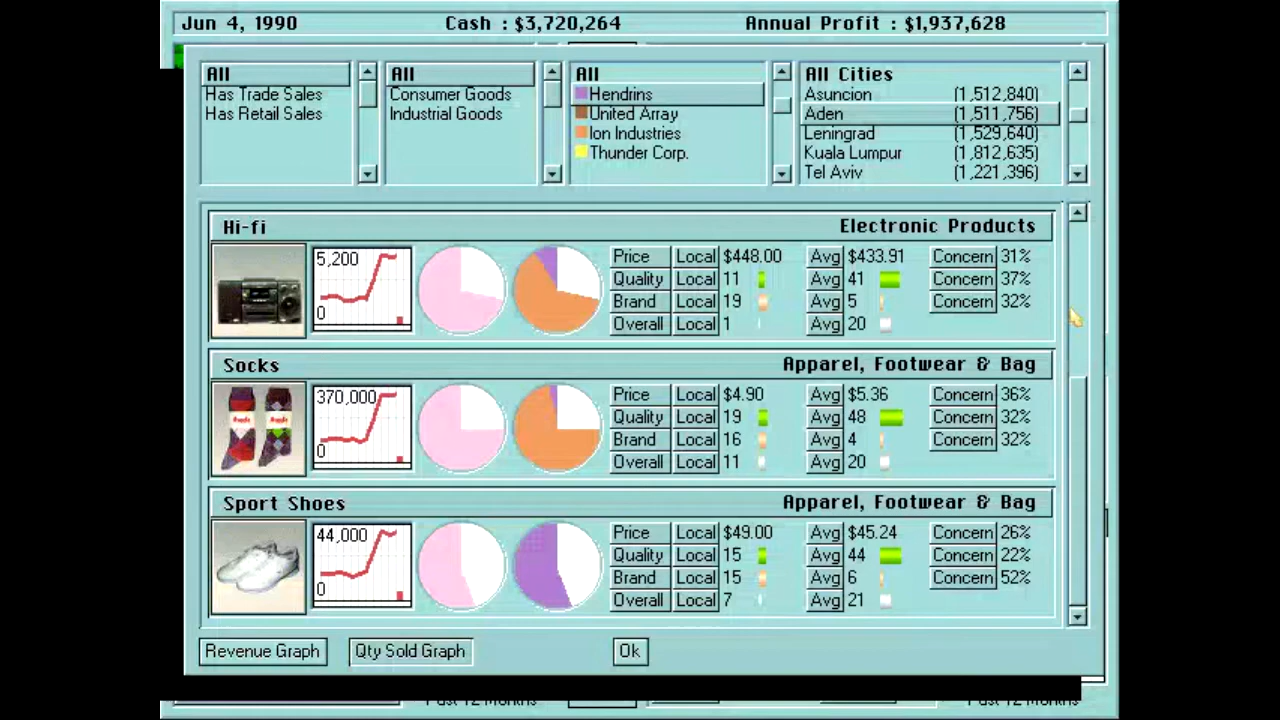 Jun 4, 1990 Cash : $3,720,264 Annual Profit : $1,937,628
All All All All Cities
Has Trade Sales Consumer Goods Hendrins Asuncion (1,512,840)
Has Retail Sales Industrial Goods United Array Aden (1,511,756)
Ion Industries Leningrad (1,529,640)
Thunder Corp. Kuala Lumpur (1,812,635)
Tel Aviv (1,221,396)
Hi-fi Electronic Products
5,200 Price Local $448.00 Avg $433.91 Concern 31%
Quality Local 11 Avg 41 Concern 37%
0 Brand Local 19 Avg 5 Concern 32%
Overall Local 1 Avg 20
Socks Apparel, Footwear & Bag
370,000 Price Local $4.90 Avg $5.36 Concern 36%
Quality Local 19 Avg 48 Concern 32%
0 Brand Local 16 Avg 4 Concern 32%
Overall Local 11 Avg 20
Sport Shoes Apparel, Footwear & Bag
44,000 Price Local $49.00 Avg $45.24 Concern 26%
Quality Local 15 Avg 44 Concern 22%
0 Brand Local 15 Avg 6 Concern 52%
Overall Local 7 Avg 21
Revenue Graph Qty Sold Graph Ok
Past 12 Months Past 12 Months